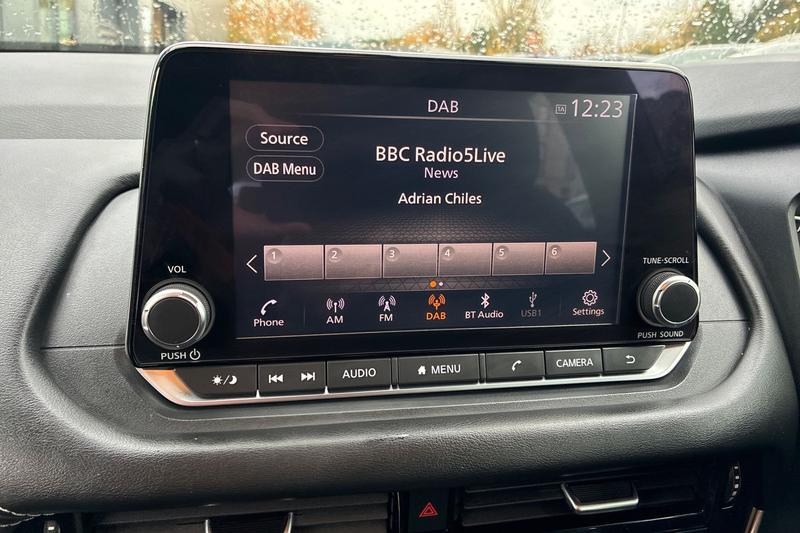 DAB
TA 12:23
Source
BBC Radio5Live
DAB Menu
News
Adrian Chiles
1 2 3 4 5 6
VOL
TUNE·SCROLL
Phone AM FM DAB BT Audio USB1 Settings
PUSH
PUSH SOUND
AUDIO MENU CAMERA